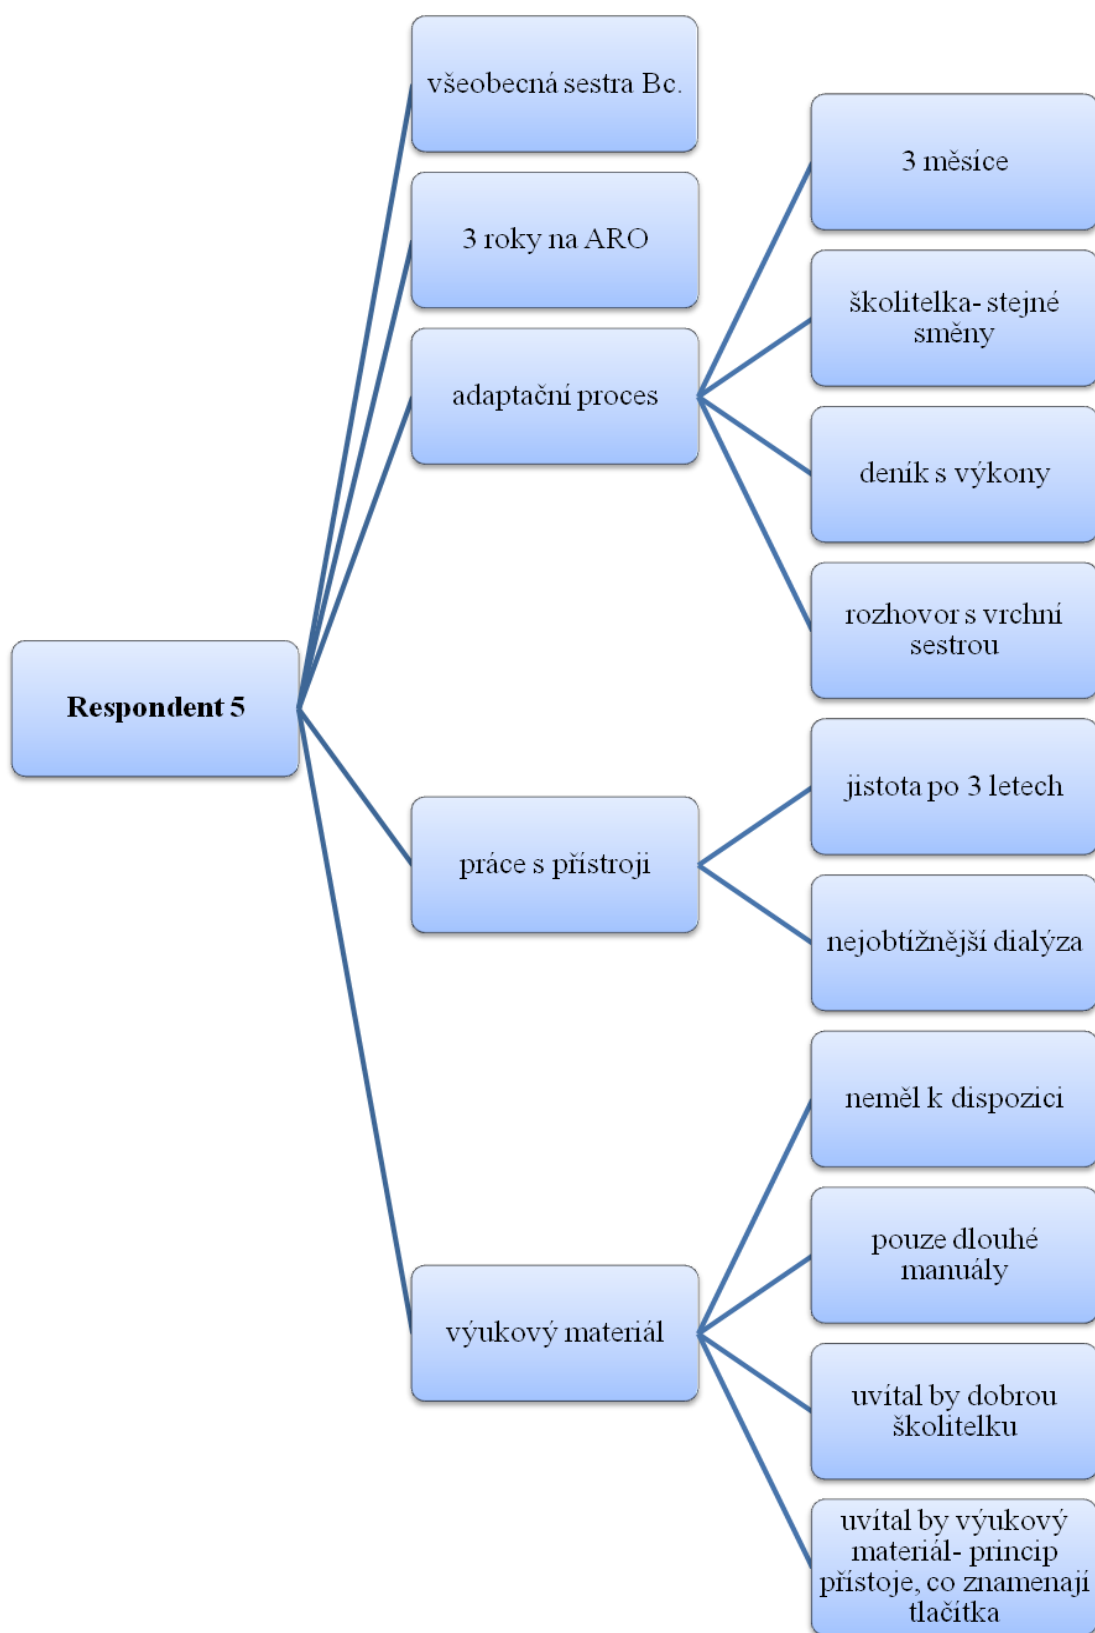 Respondent 5
všeobecná sestra Bc.
3 roky na ARO
adaptační proces
3 měsíce
školitelka- stejné
směny
deník s výkony
rozhovor s vrchní
sestrou
práce s přístroji
jistota po 3 letech
nejobtížnější dialýza
výukový materiál
neměl k dispozici
pouze dlouhé
manuály
uvítal by dobrou
školitelku
uvítal by výukový
materiál- princip
přístoje, co znamenají
tlačítka